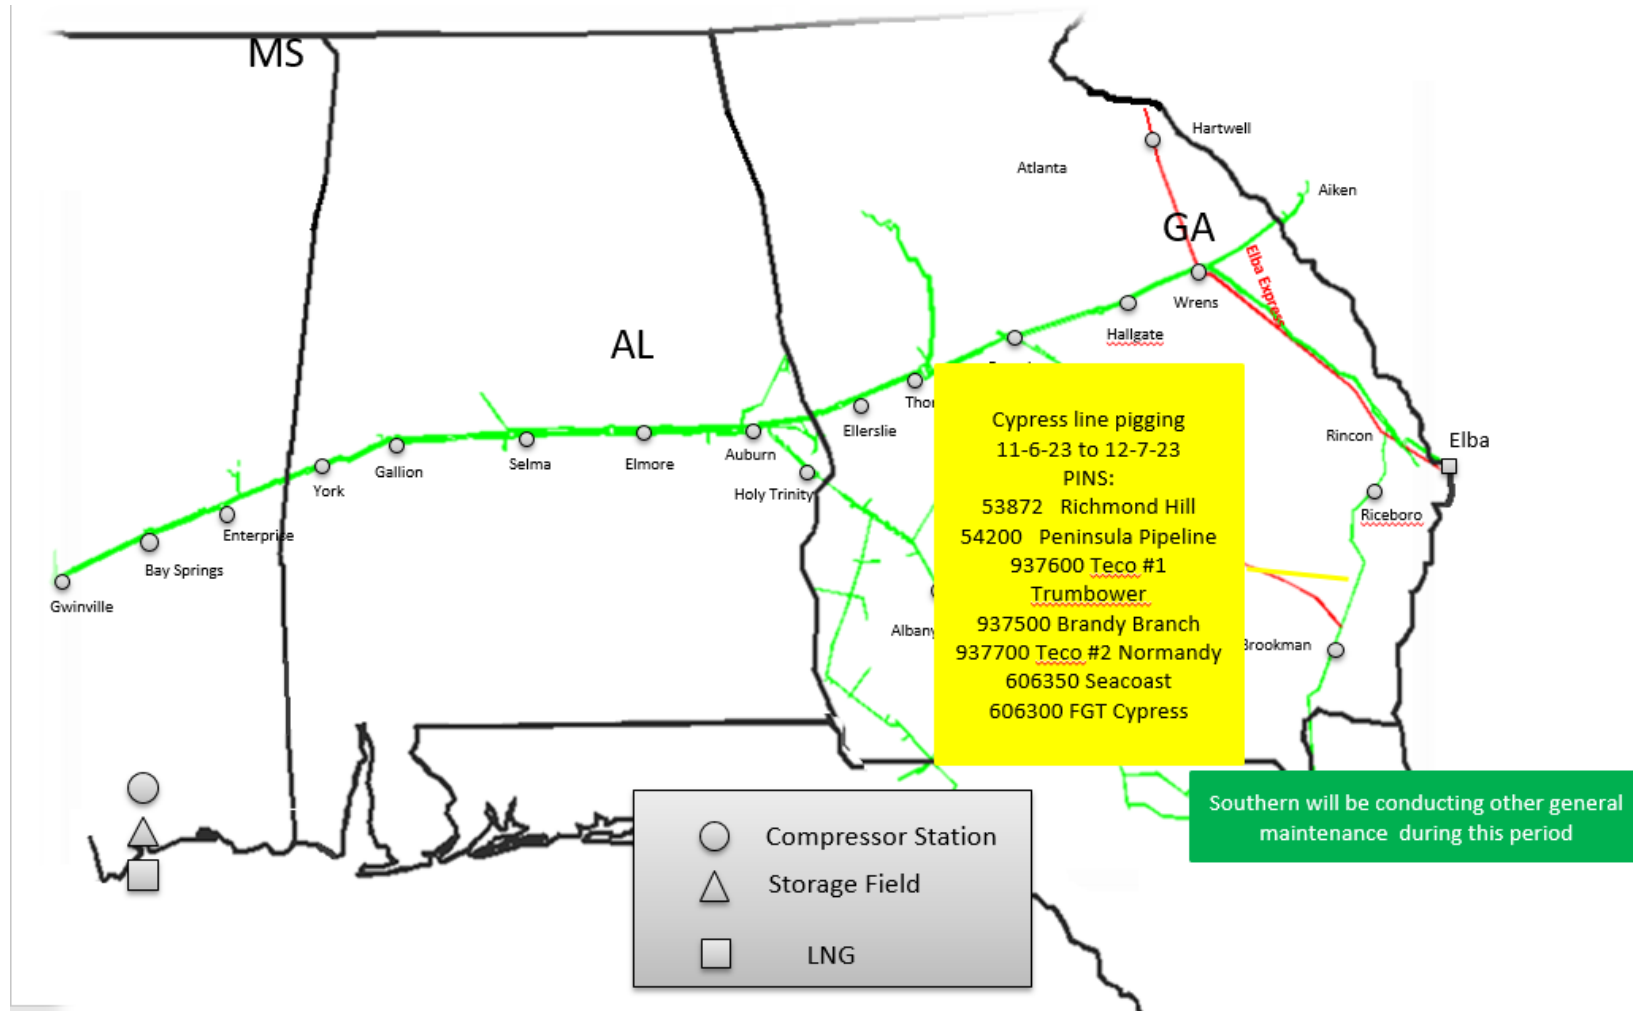 MS
Hartwell
Atlanta
Aiken
GA
Elba Express
Wrens
Hallgate
AL
Ellerslie
Rincon
Elba
Auburn
Gallion
Selma
Elmore
York
Holy Trinity
Riceboro
Enterprise
Bay Springs
Gwinville
Albany
Brookman
Cypress line pigging
11-6-23 to 12-7-23
PINS:
53872 Richmond Hill
54200 Peninsula Pipeline
937600 Teco #1
Trumbower
937500 Brandy Branch
937700 Teco #2 Normandy
606350 Seacoast
606300 FGT Cypress
Southern will be conducting other general
maintenance during this period
Compressor Station
Storage Field
LNG